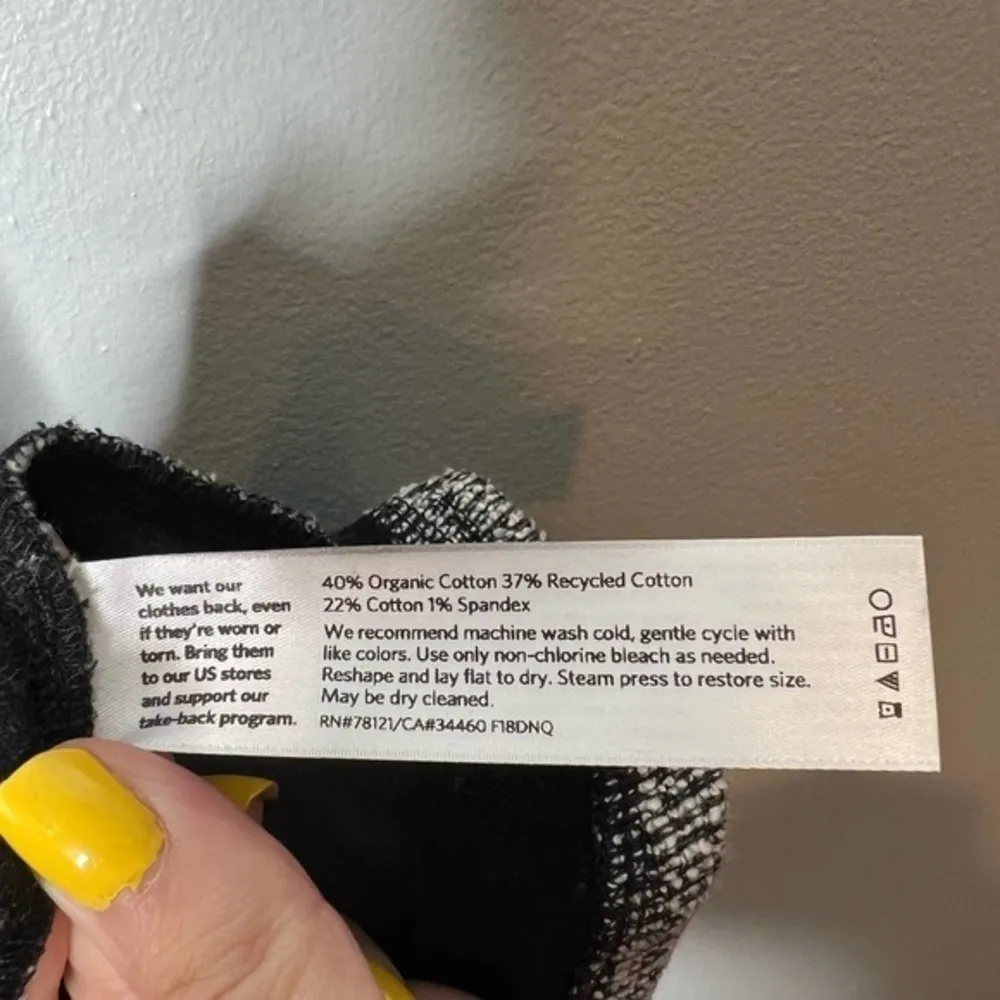 We want our
clothes back, even
if they're worn or
torn. Bring them
to our US stores
and support our
take-back program.
40% Organic Cotton 37% Recycled Cotton
22% Cotton 1% Spandex
We recommend machine wash cold, gentle cycle with
like colors. Use only non-chlorine bleach as needed.
Reshape and lay flat to dry. Steam press to restore size.
May be dry cleaned.
RN#78121/CA#34460 F18DNQ